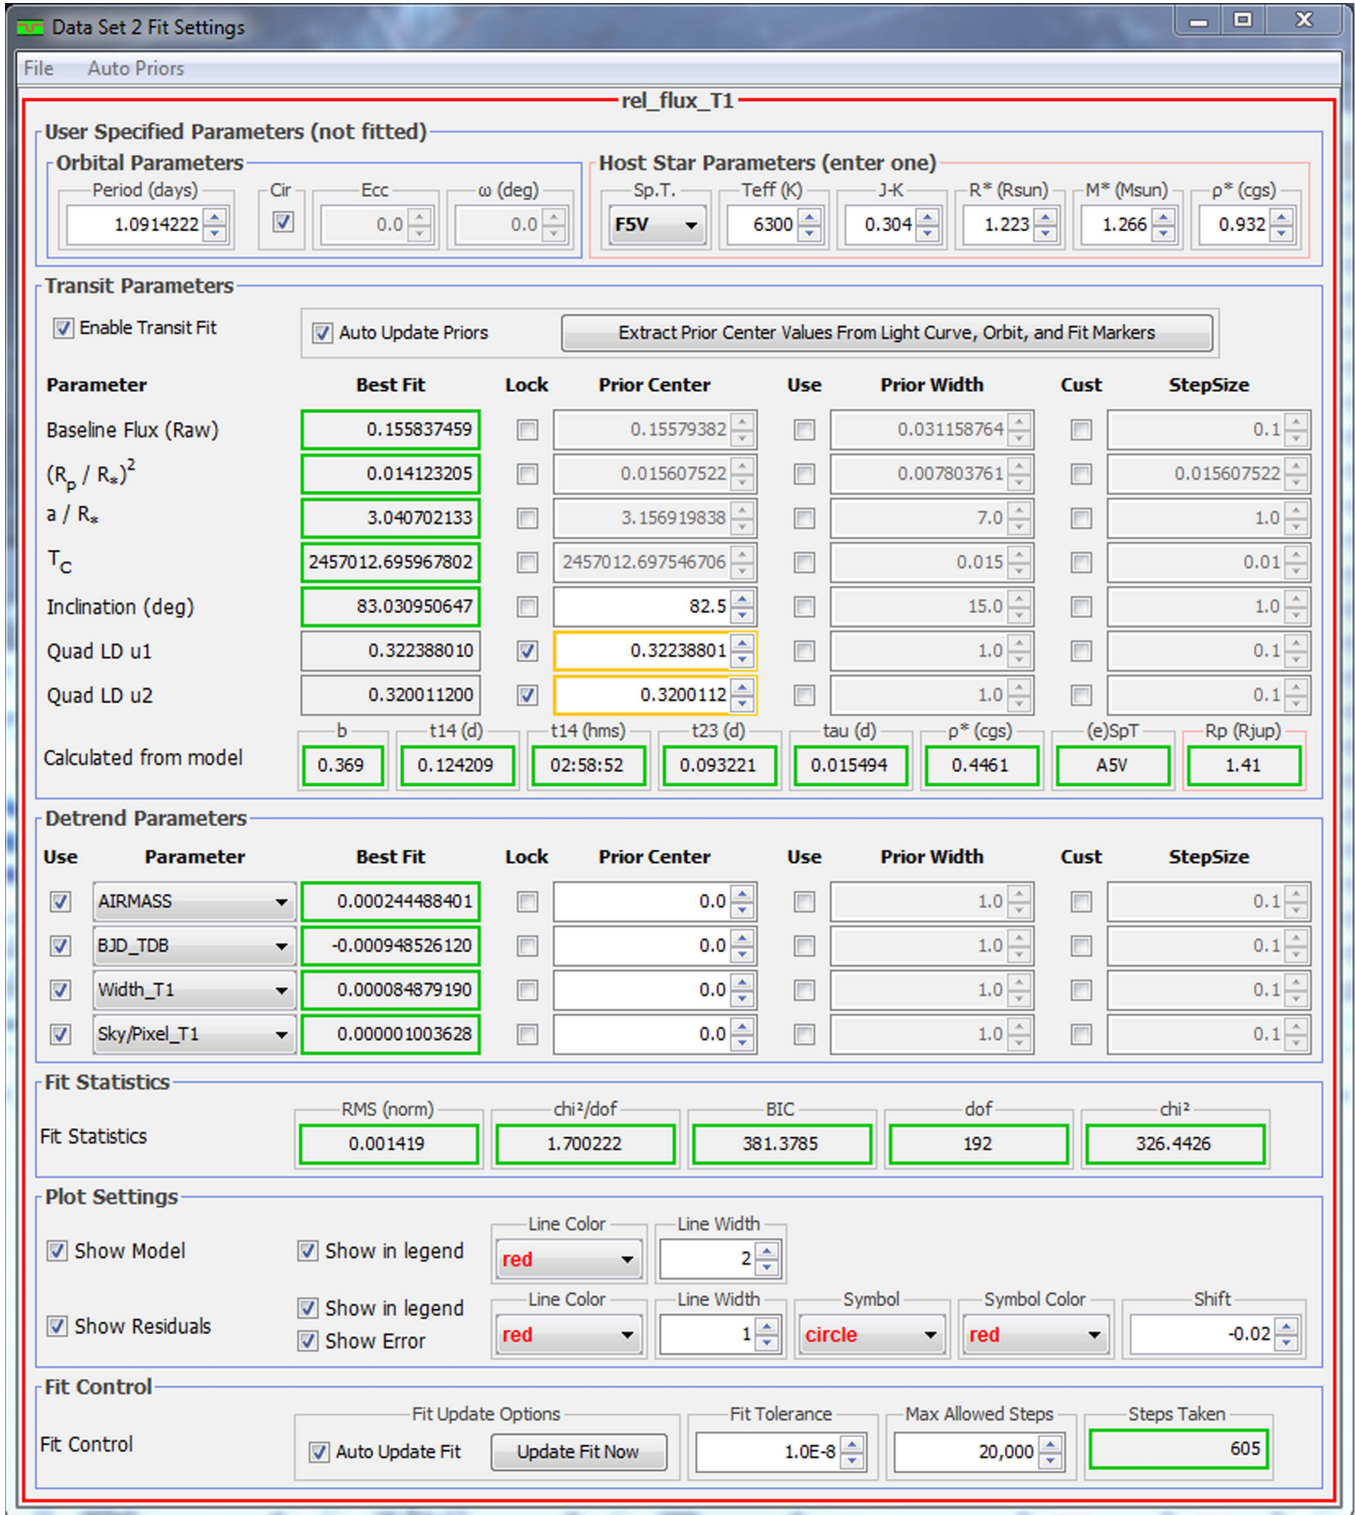 Data Set 2 Fit Settings
File Auto Priors
rel_flux_T1
User Specified Parameters (not fitted)
Orbital Parameters Host Star Parameters (enter one)
Period (days) Cir Ecc ω (deg) Sp.T. Teff (K) J-K R* (Rsun) M* (Msun) ρ* (cgs)
1.0914222 0.0 0.0 F5V 6300 0.304 1.223 1.266 0.932
Transit Parameters
Enable Transit Fit Auto Update Priors Extract Prior Center Values From Light Curve, Orbit, and Fit Markers
Parameter Best Fit Lock Prior Center Use Prior Width Cust StepSize
Baseline Flux (Raw) 0.155837459 0.15579382 0.031158764 0.1
(Rp / R*)² 0.014123205 0.015607522 0.007803761 0.015607522
a / R* 3.040702133 3.156919838 7.0 1.0
TC 2457012.695967802 2457012.697546706 0.015 0.01
Inclination (deg) 83.030950647 82.5 15.0 1.0
Quad LD u1 0.322388010 0.32238801 1.0 0.1
Quad LD u2 0.320011200 0.3200112 1.0 0.1
b t14 (d) t14 (hms) t23 (d) tau (d) ρ* (cgs) (e)SpT Rp (Rjup)
Calculated from model 0.369 0.124209 02:58:52 0.093221 0.015494 0.4461 A5V 1.41
Detrend Parameters
Use Parameter Best Fit Lock Prior Center Use Prior Width Cust StepSize
AIRMASS 0.000244488401 0.0 1.0 0.1
BJD_TDB -0.000948526120 0.0 1.0 0.1
Width_T1 0.000084879190 0.0 1.0 0.1
Sky/Pixel_T1 0.000001003628 0.0 1.0 0.1
Fit Statistics
RMS (norm) chi²/dof BIC dof chi²
Fit Statistics 0.001419 1.700222 381.3785 192 326.4426
Plot Settings
Line Color Line Width
Show Model Show in legend red 2
Line Color Line Width Symbol Symbol Color Shift
Show in legend
Show Residuals red 1 circle red -0.02
Show Error
Fit Control
Fit Update Options Fit Tolerance Max Allowed Steps Steps Taken
Fit Control Auto Update Fit Update Fit Now 1.0E-8 20,000 605